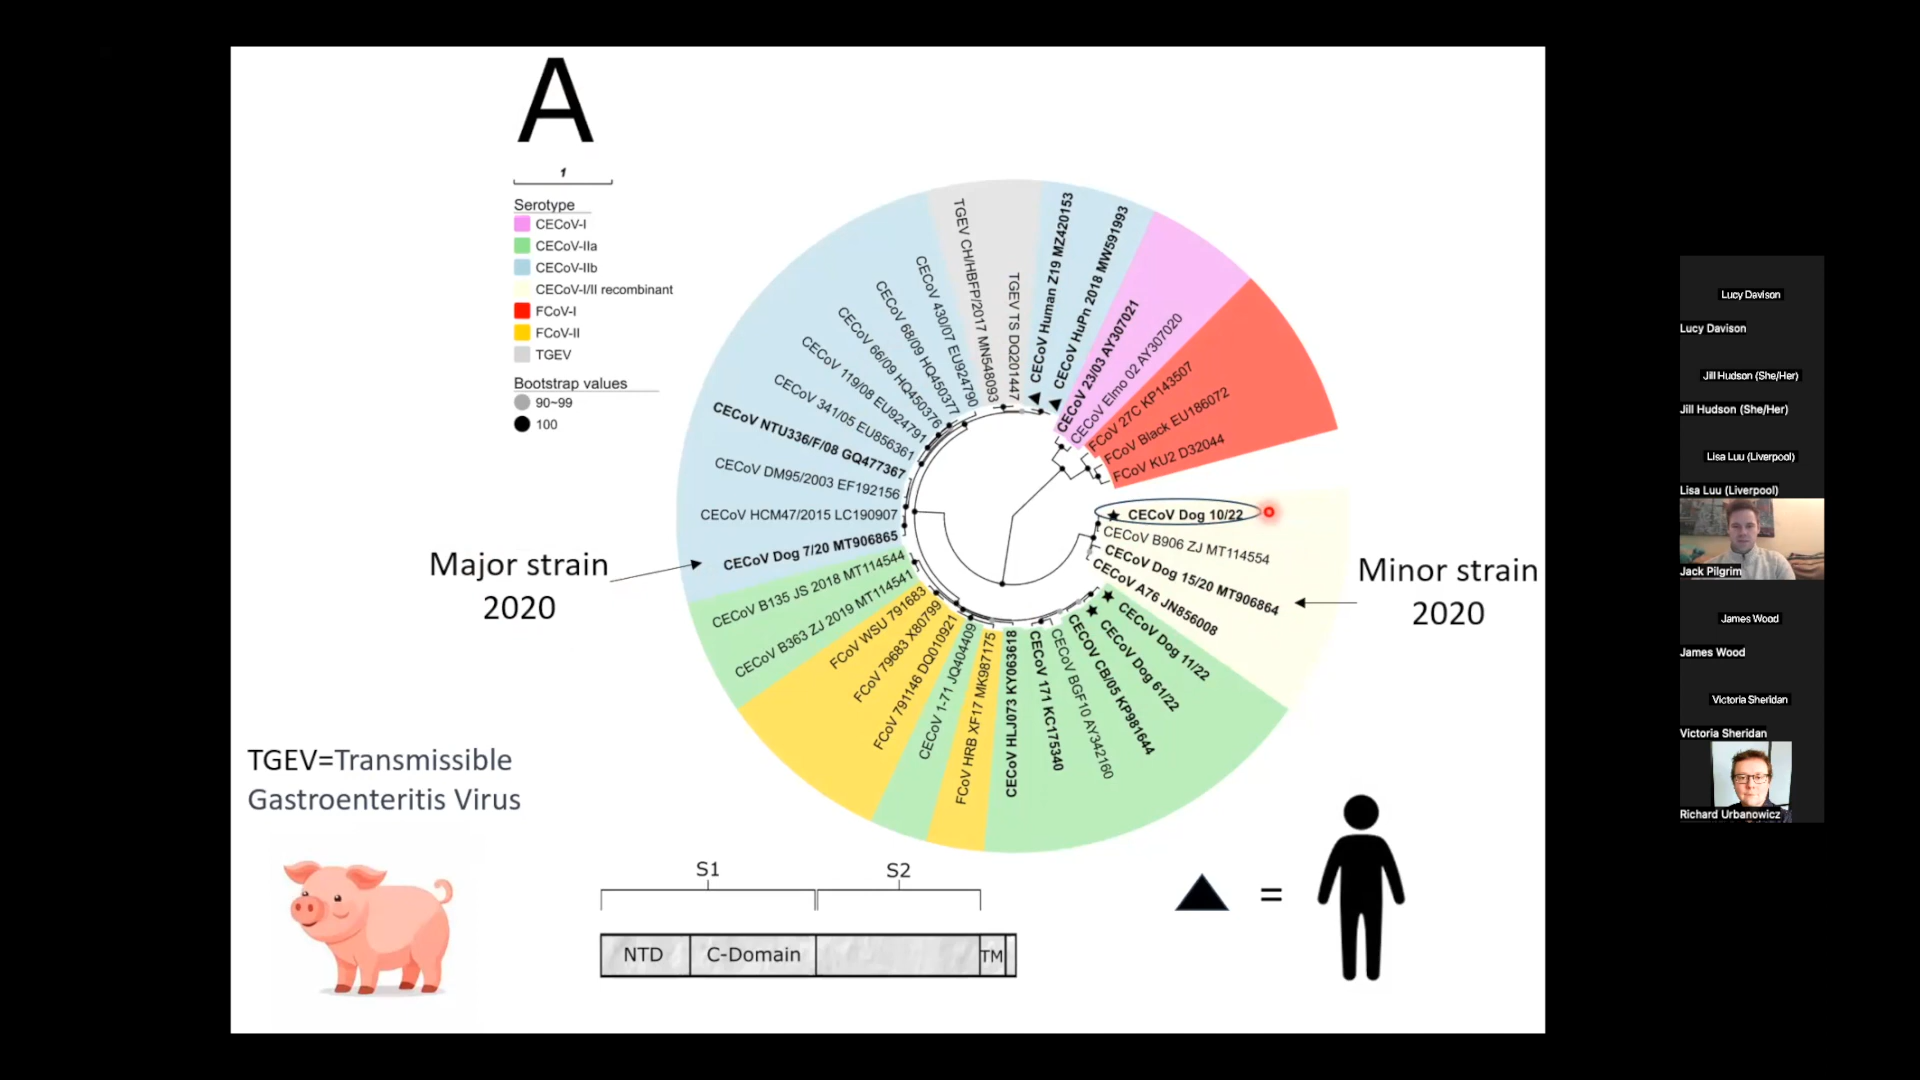 A
1
Serotype
CECoV-I
CECoV-IIa
CECoV-IIb
CECoV-I/II recombinant
FCoV-I
FCoV-II
TGEV
Bootstrap values
90~99
100
TGEV CH/HBFP/2017 MN548093
TGEV TS DQ201447
CECoV Human Z19 MZ420153
CECoV HuPn 2018 MW591993
CECoV 23/03 AY307021
CECoV Elmo 02 AY307020
FCoV 27C KP143507
FCoV Black EU186072
FCoV KU2 D32044
CECoV Dog 10/22
CECoV B906 ZJ MT114554
CECoV Dog 15/20 MT906864
CECoV A76 JN856008
CECoV Dog 11/22
CECoV Dog 61/22
CECOV CB/05 KP981644
CECoV BGF10 AY342160
CECoV 171 KC175340
CECoV HLJ073 KY063618
FCoV HRB XF17 MK987175
CECoV 1-71 JQ404409
FCoV 791146 DQ010921
FCoV 79683 X80799
FCoV WSU 791683
CECoV B363 ZJ 2019 MT114541
CECoV B135 JS 2018 MT114544
CECoV Dog 7/20 MT906865
CECoV HCM47/2015 LC190907
CECoV DM95/2003 EF192156
CECoV NTU336/F/08 GQ477367
CECoV 341/05 EU856361
CECoV 119/08 EU924791
CECoV 66/09 HQ450376
CECoV 68/09 HQ450377
CECoV 430/07 EU924790
Major strain
2020
Minor strain
2020
TGEV=Transmissible
Gastroenteritis Virus
S1
S2
NTD
C-Domain
TM
=
Lucy Davison
Lucy Davison
Jill Hudson (She/Her)
Jill Hudson (She/Her)
Lisa Luu (Liverpool)
Lisa Luu (Liverpool)
Jack Pilgrim
James Wood
James Wood
Victoria Sheridan
Victoria Sheridan
Richard Urbanowicz